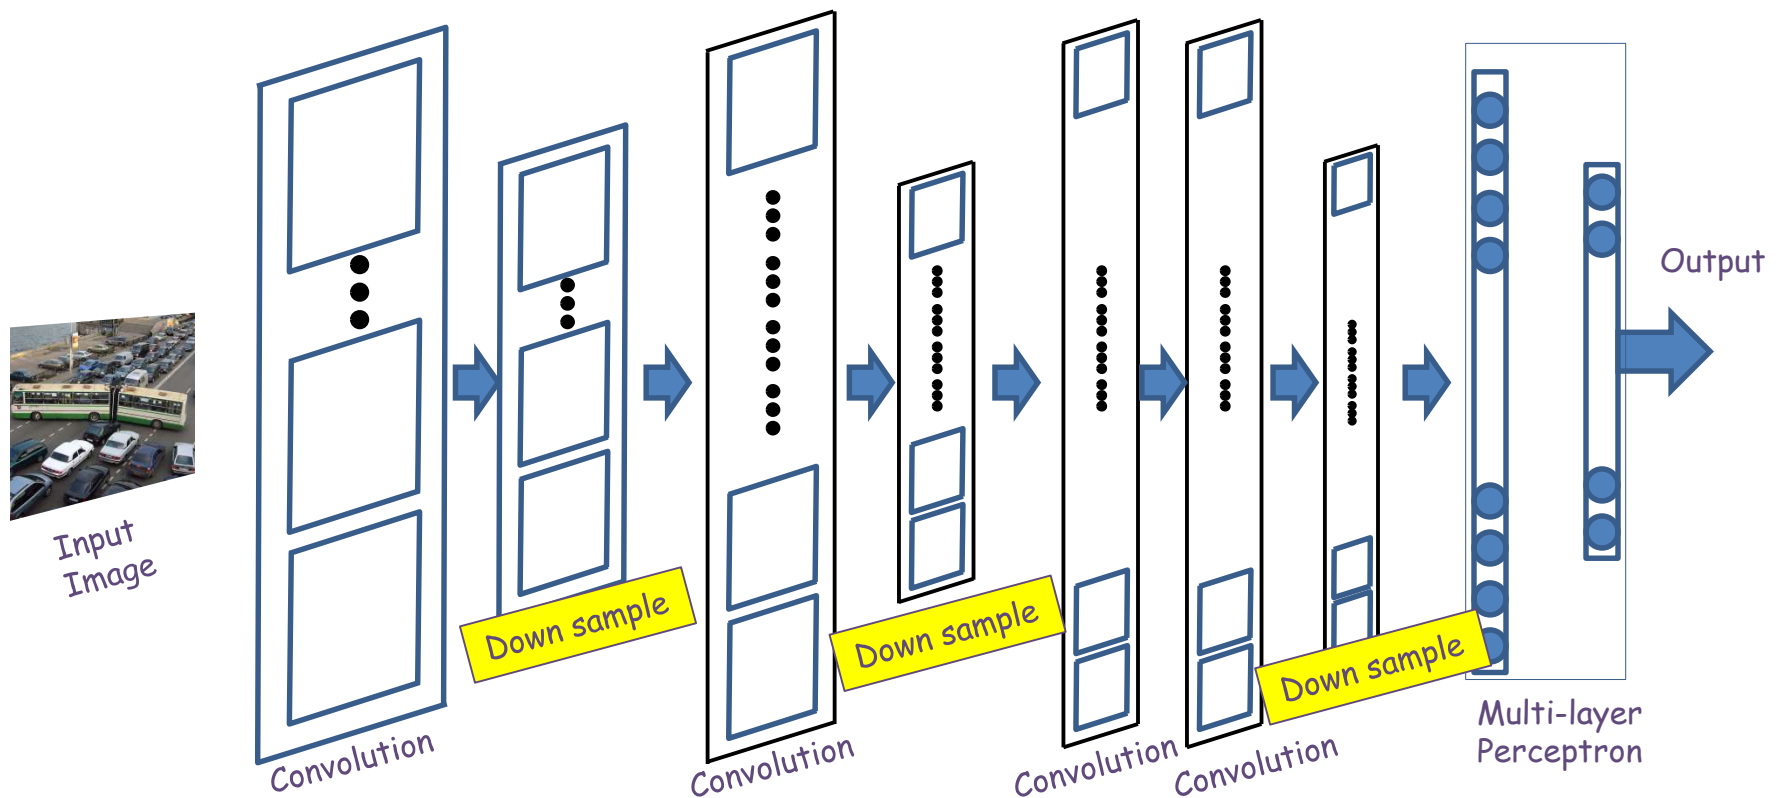 Input
Image
Convolution
Down sample
Convolution
Down sample
Convolution
Convolution
Down sample
Multi-layer
Perceptron
Output